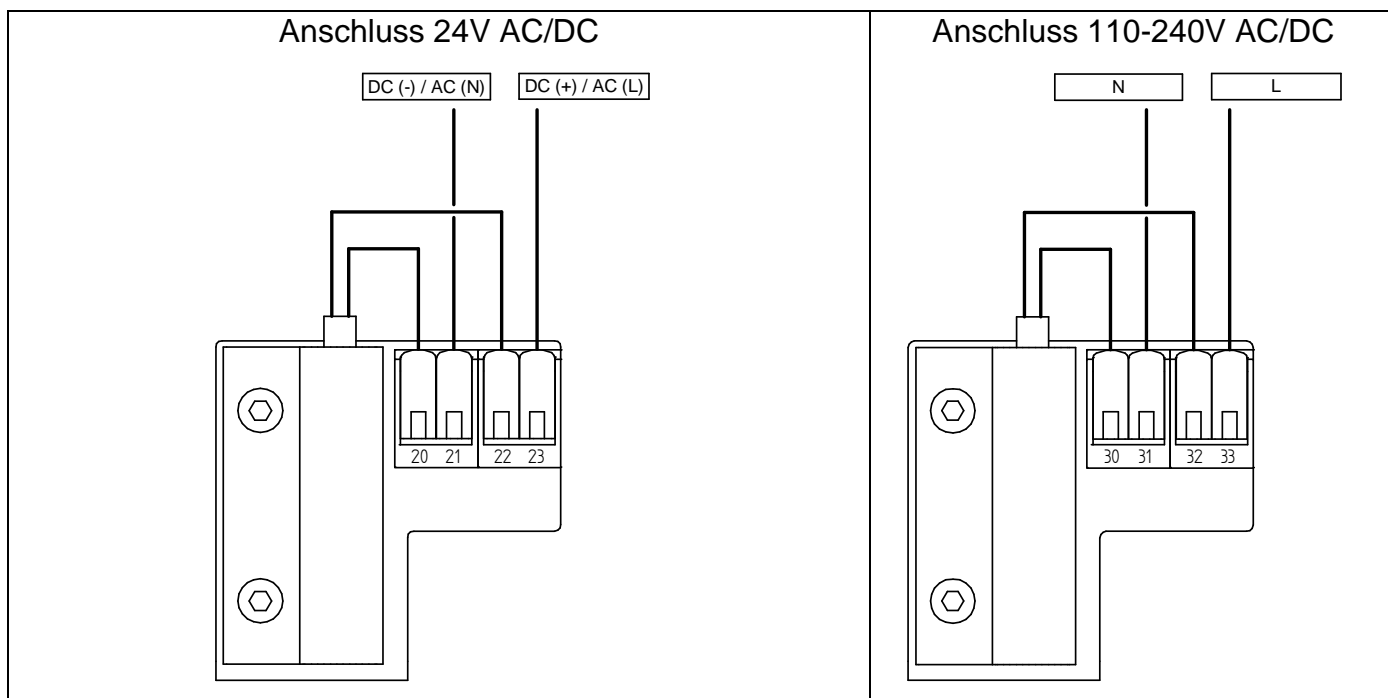 Anschluss 24V AC/DC
DC (-) / AC (N)
DC (+) / AC (L)
20 21 22 23
Anschluss 110-240V AC/DC
N
L
30 31 32 33